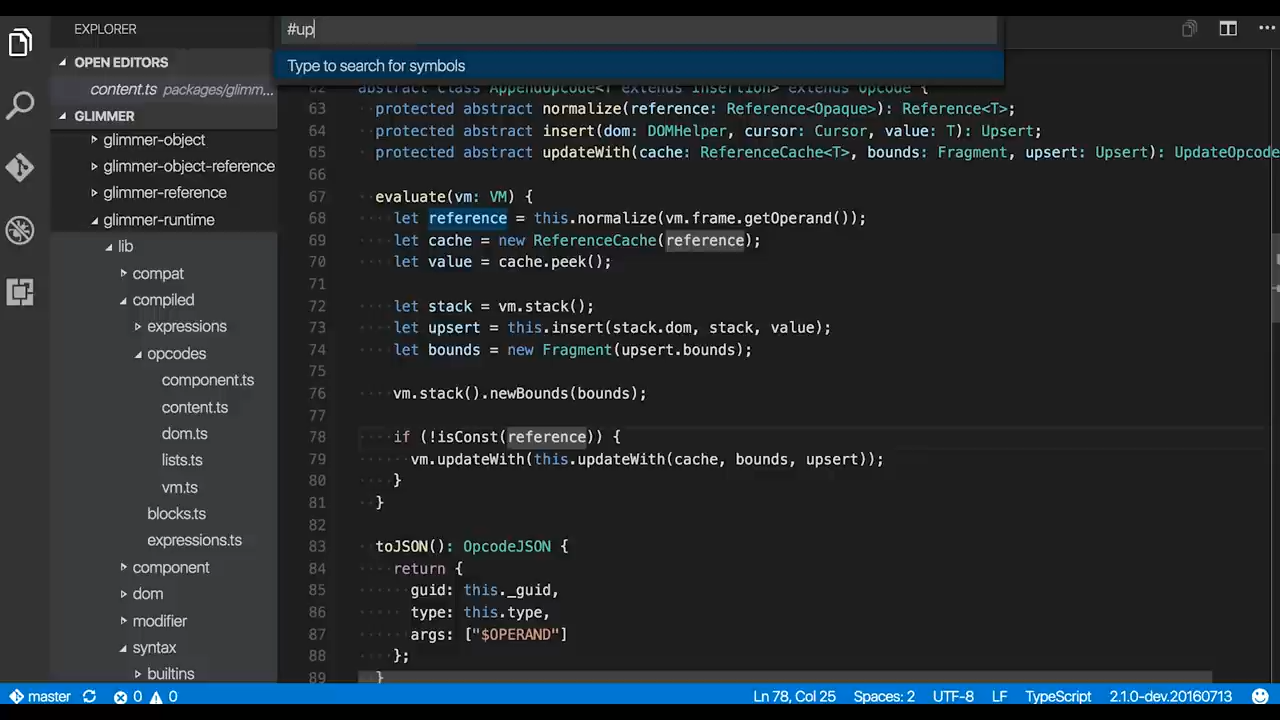 EXPLORER
#up
Type to search for symbols
OPEN EDITORS
content.ts packages/glimm...
GLIMMER
glimmer-object
glimmer-object-reference
glimmer-reference
glimmer-runtime
lib
compat
compiled
expressions
opcodes
component.ts
content.ts
dom.ts
lists.ts
vm.ts
blocks.ts
expressions.ts
component
dom
modifier
syntax
builtins
62 abstract class AppendOpcode<T extends Insertion> extends Opcode {
63 protected abstract normalize(reference: Reference<Opaque>): Reference<T>;
64 protected abstract insert(dom: DOMHelper, cursor: Cursor, value: T): Upsert;
65 protected abstract updateWith(cache: ReferenceCache<T>, bounds: Fragment, upsert: Upsert): UpdateOpcode
66
67 evaluate(vm: VM) {
68 let reference = this.normalize(vm.frame.getOperand());
69 let cache = new ReferenceCache(reference);
70 let value = cache.peek();
71
72 let stack = vm.stack();
73 let upsert = this.insert(stack.dom, stack, value);
74 let bounds = new Fragment(upsert.bounds);
75
76 vm.stack().newBounds(bounds);
77
78 if (!isConst(reference)) {
79 vm.updateWith(this.updateWith(cache, bounds, upsert));
80 }
81 }
82
83 toJSON(): OpcodeJSON {
84 return {
85 guid: this._guid,
86 type: this.type,
87 args: ["$OPERAND"]
88 };
89 }
master 0 0 Ln 78, Col 25 Spaces: 2 UTF-8 LF TypeScript 2.1.0-dev.20160713